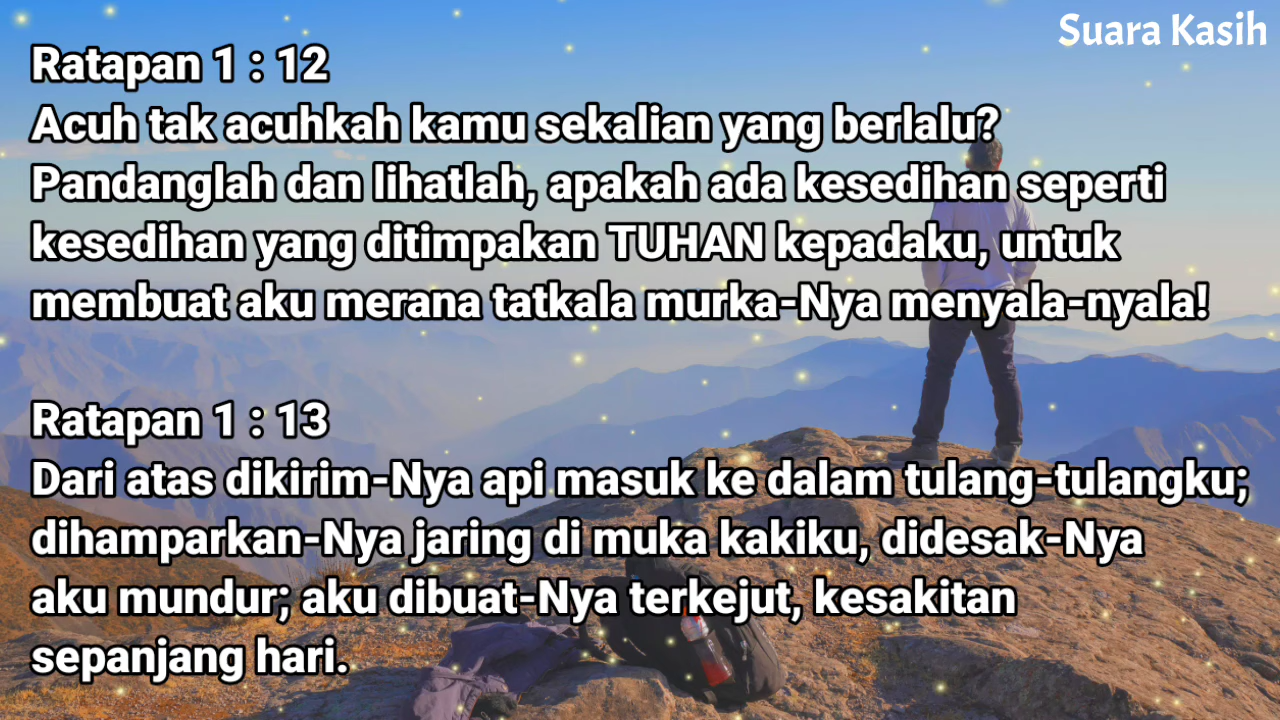 Suara Kasih
Ratapan 1 : 12
Acuh tak acuhkah kamu sekalian yang berlalu?
Pandanglah dan lihatlah, apakah ada kesedihan seperti
kesedihan yang ditimpakan TUHAN kepadaku, untuk
membuat aku merana tatkala murka-Nya menyala-nyala!
Ratapan 1 : 13
Dari atas dikirim-Nya api masuk ke dalam tulang-tulangku;
dihamparkan-Nya jaring di muka kakiku, didesak-Nya
aku mundur; aku dibuat-Nya terkejut, kesakitan
sepanjang hari.